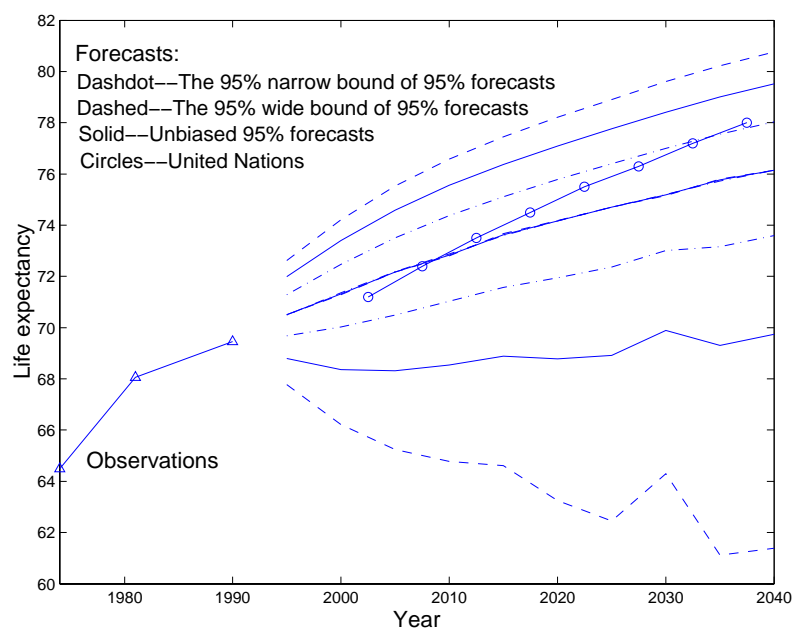 82
80
78
76
74
72
70
68
66
64
62
60
Life expectancy
Forecasts:
Dashdot−−The 95% narrow bound of 95% forecasts
Dashed−−The 95% wide bound of 95% forecasts
Solid−−Unbiased 95% forecasts
Circles−−United Nations
Observations
1980 1990 2000 2010 2020 2030 2040
Year